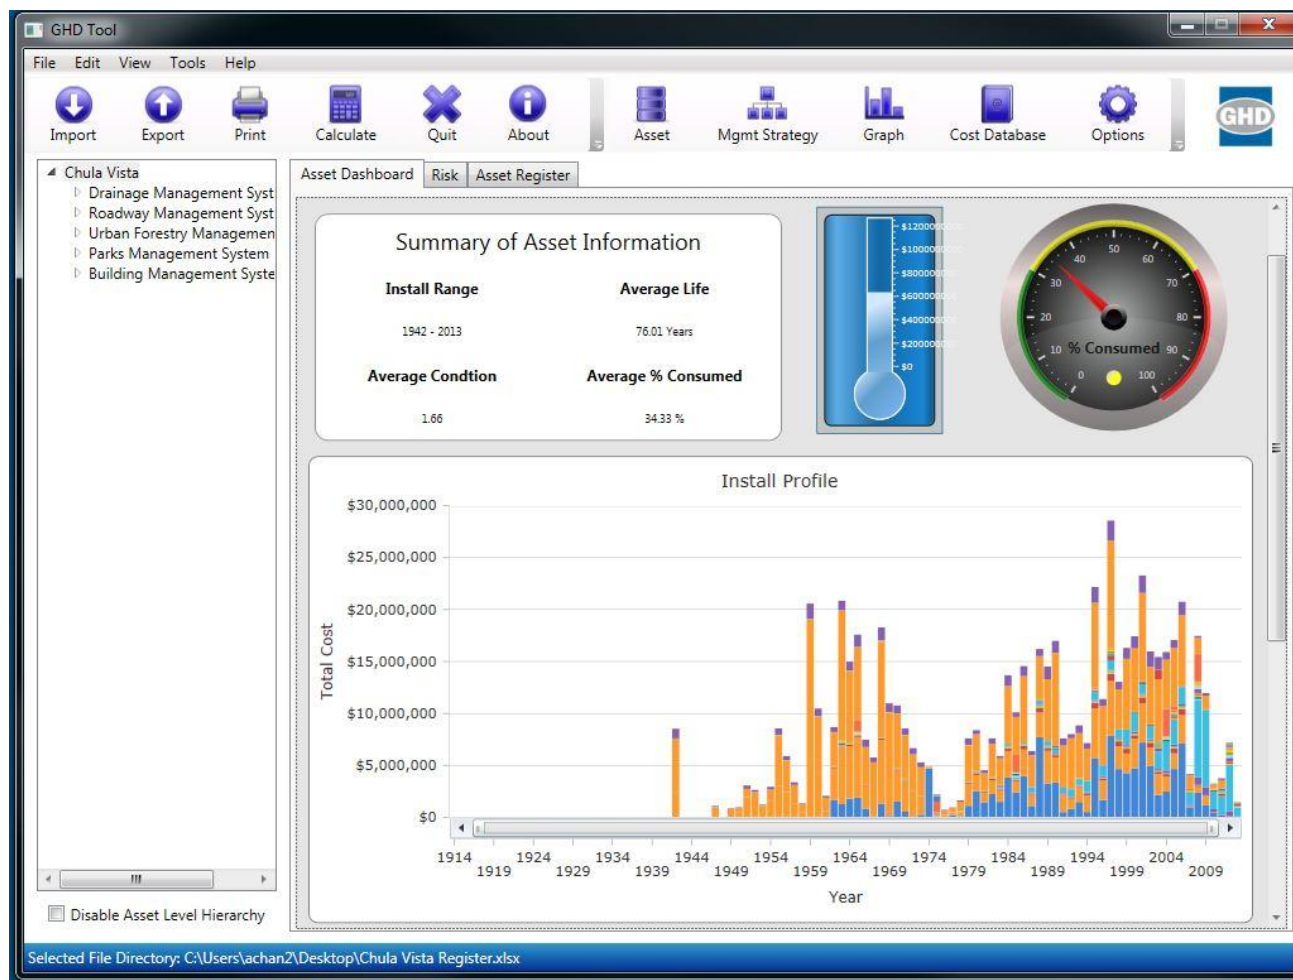 GHD Tool
File Edit View Tools Help
Import Export Print Calculate Quit About Asset Mgmt Strategy Graph Cost Database Options GHD
Chula Vista
Drainage Management Syst
Roadway Management Syst
Urban Forestry Managemen
Parks Management System
Building Management Syste
Disable Asset Level Hierarchy
Asset Dashboard Risk Asset Register
Summary of Asset Information
Install Range Average Life
1942 - 2013 76.01 Years
Average Condtion Average % Consumed
1.66 34.33 %
$1200000000
$1000000000
$800000000
$600000000
$400000000
$200000000
$0
0 10 20 30 40 50 60 70 80 90 100
% Consumed
Install Profile
Total Cost
$30,000,000
$25,000,000
$20,000,000
$15,000,000
$10,000,000
$5,000,000
$0
1914 1924 1934 1944 1954 1964 1974 1984 1994 2004
1919 1929 1939 1949 1959 1969 1979 1989 1999 2009
Year
Selected File Directory: C:\Users\achan2\Desktop\Chula Vista Register.xlsx